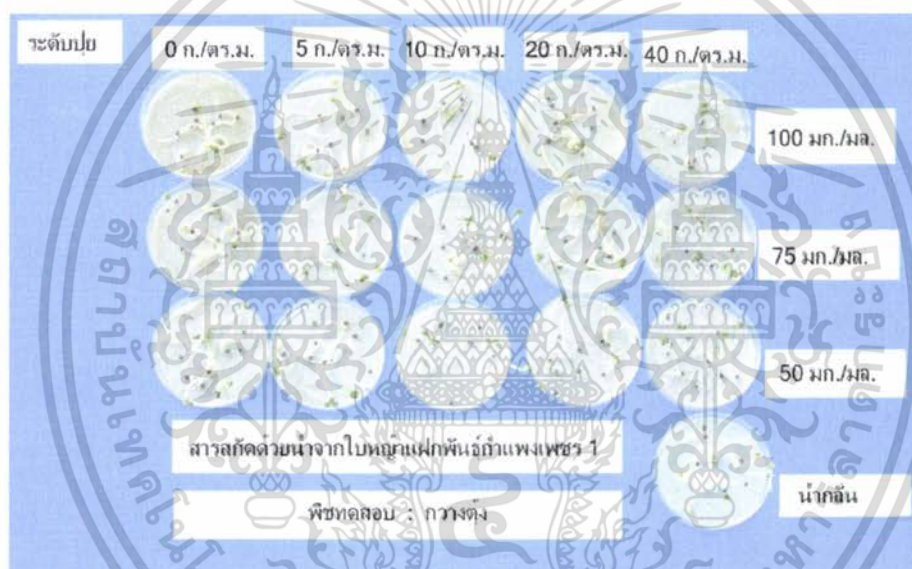 ระดับปุ๋ย
0 ก./ตร.ม. 5 ก./ตร.ม. 10 ก./ตร.ม. 20 ก./ตร.ม. 40 ก./ตร.ม.
100 มก./มล.
75 มก./มล.
50 มก./มล.
สารสกัดด้วยน้ำจากใบหญ้าแฝกพันธุ์กำแพงเพชร 1
น้ำกลั่น
พืชทดสอบ : กวางตุ้ง